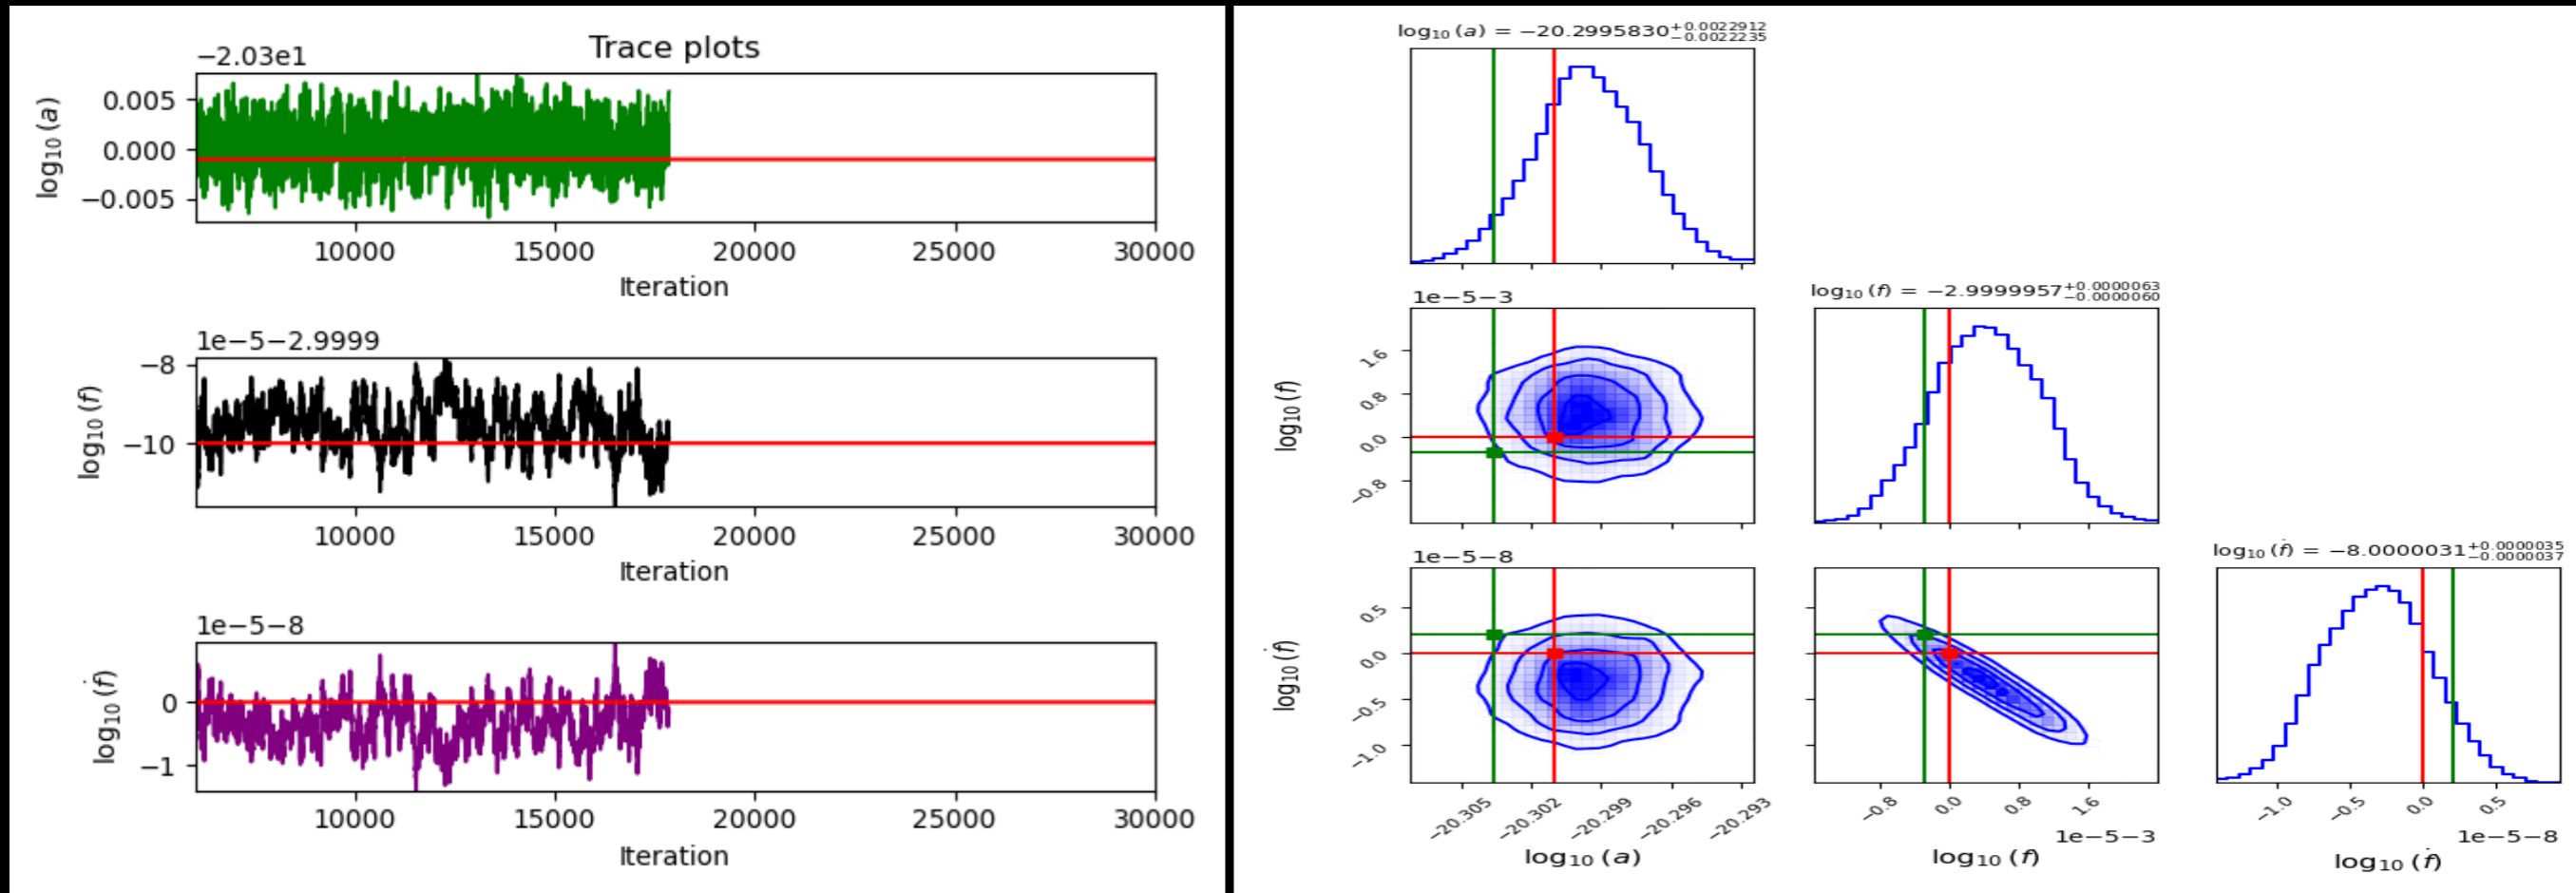 Trace plots
−2.03e1
0.005
0.000
−0.005
log₁₀ (a)
10000 15000 20000 25000 30000
Iteration
1e−5−2.9999
−8
−10
log₁₀ (f)
10000 15000 20000 25000 30000
Iteration
1e−5−8
0
−1
log₁₀ (ḟ)
10000 15000 20000 25000 30000
Iteration
log₁₀ (a) = −20.2995830 +0.0022912 −0.0022235
1e−5−3
log₁₀ (f) = −2.9999957 +0.0000063 −0.0000060
1.6
0.8
0.0
−0.8
log₁₀ (f)
1e−5−8
log₁₀ (ḟ) = −8.0000031 +0.0000035 −0.0000037
0.5
0.0
−0.5
−1.0
log₁₀ (ḟ)
−20.305 −20.302 −20.299 −20.296 −20.293
log₁₀ (a)
−0.8 0.0 0.8 1.6
1e−5−3
log₁₀ (f)
−1.0 −0.5 0.0 0.5
1e−5−8
log₁₀ (ḟ)